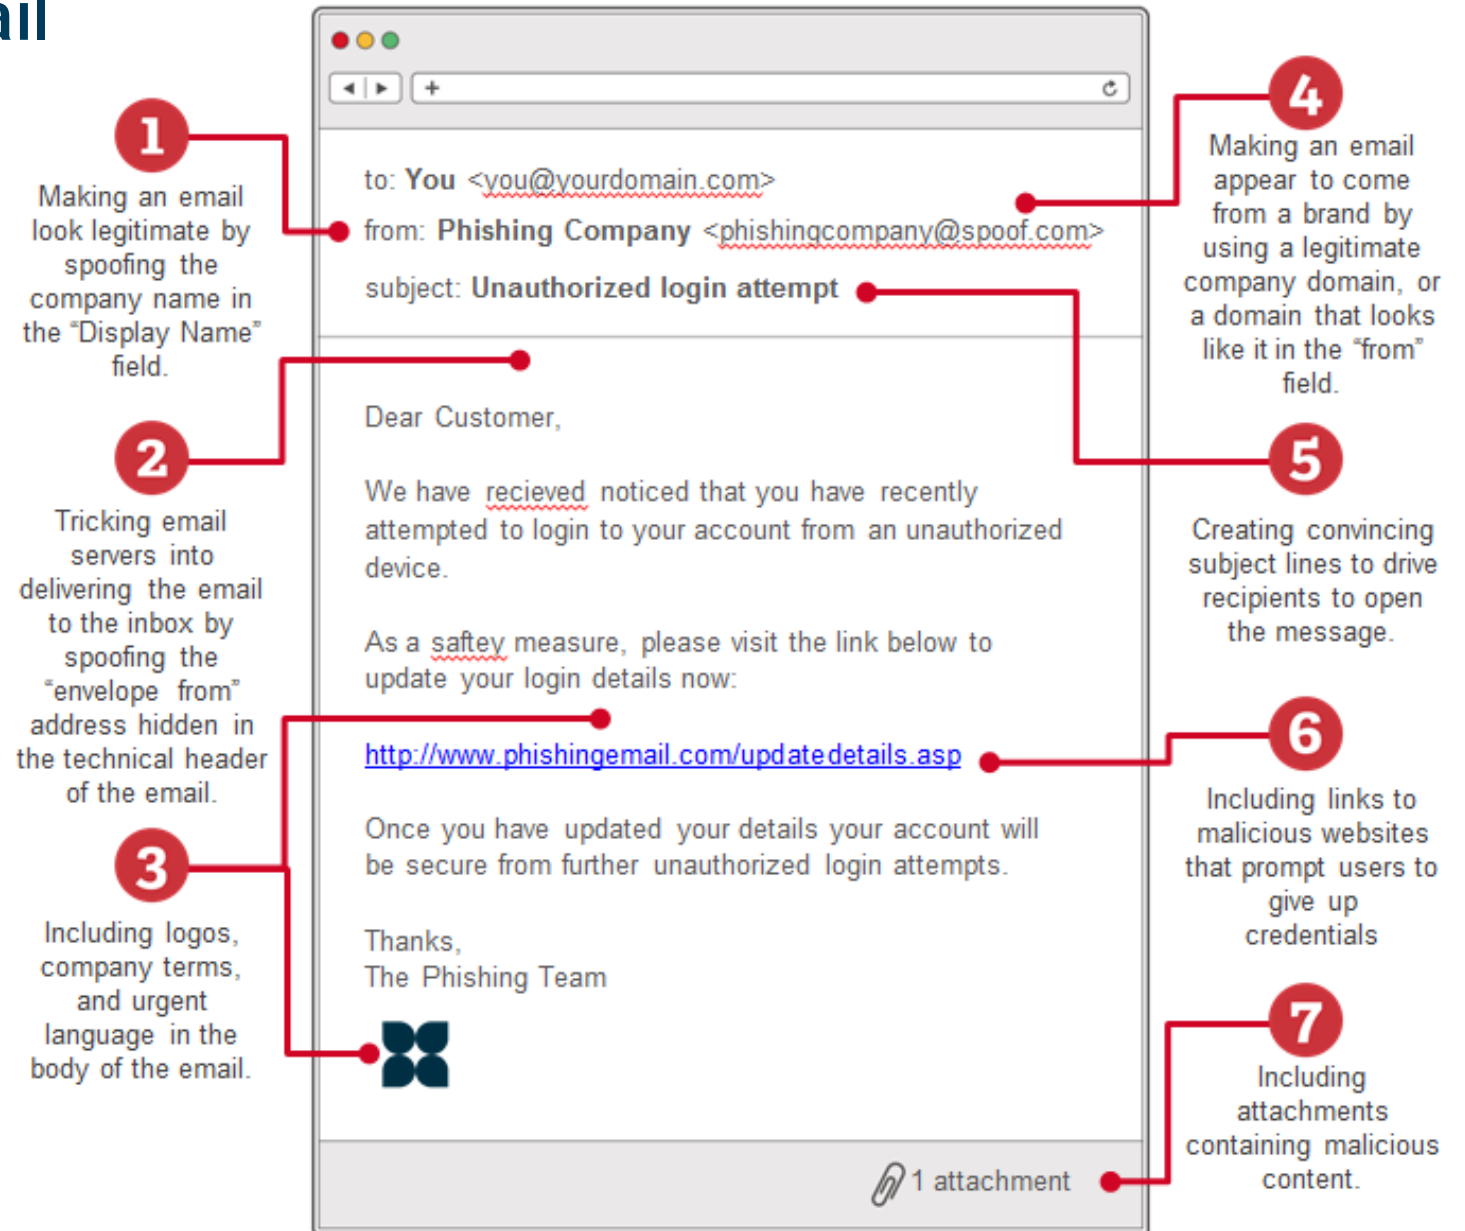 ail
1
Making an email
look legitimate by
spoofing the
company name in
the “Display Name”
field.
2
Tricking email
servers into
delivering the email
to the inbox by
spoofing the
“envelope from”
address hidden in
the technical header
of the email.
3
Including logos,
company terms,
and urgent
language in the
body of the email.
to: You <you@yourdomain.com>
from: Phishing Company <phishingcompany@spoof.com>
subject: Unauthorized login attempt
Dear Customer,
We have recieved noticed that you have recently
attempted to login to your account from an unauthorized
device.
As a saftey measure, please visit the link below to
update your login details now:
http://www.phishingemail.com/updatedetails.asp
Once you have updated your details your account will
be secure from further unauthorized login attempts.
Thanks,
The Phishing Team
1 attachment
4
Making an email
appear to come
from a brand by
using a legitimate
company domain, or
a domain that looks
like it in the “from”
field.
5
Creating convincing
subject lines to drive
recipients to open
the message.
6
Including links to
malicious websites
that prompt users to
give up
credentials
7
Including
attachments
containing malicious
content.